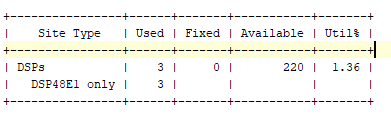 +----------------+------+-------+-----------+-------+
|    Site Type   | Used | Fixed | Available | Util% |
+----------------+------+-------+-----------+-------+
| DSPs           |    3 |     0 |       220 |  1.36 |
|   DSP48E1 only |    3 |       |           |       |
+----------------+------+-------+-----------+-------+